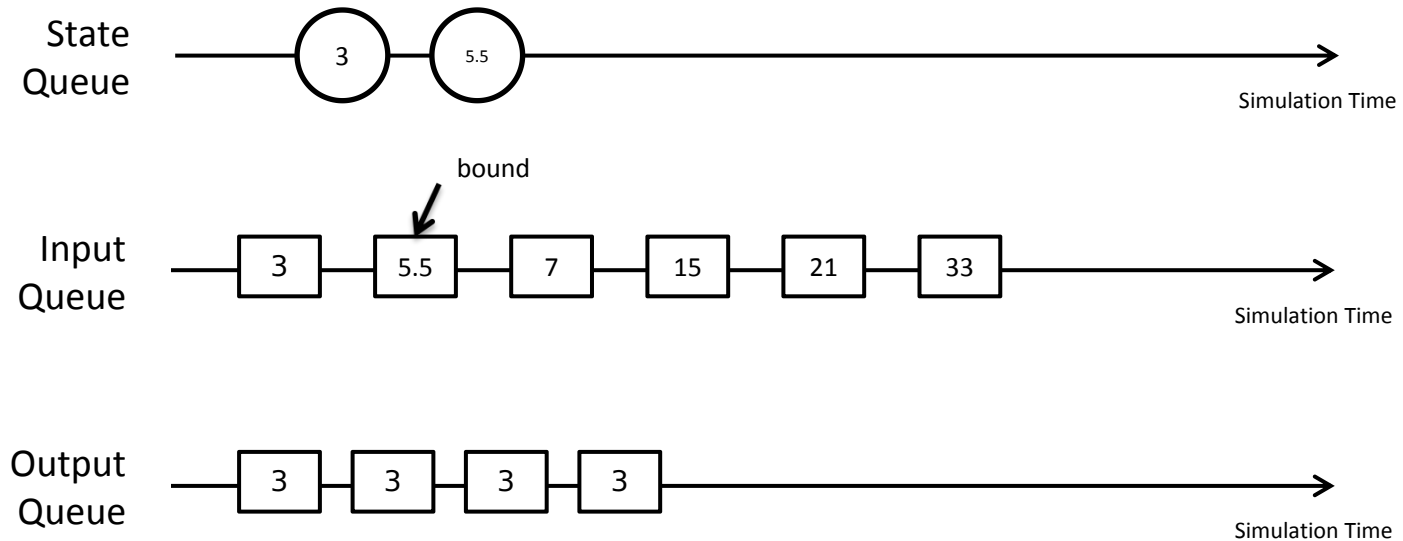 State
Queue
3
5.5
Simulation Time
bound
Input
Queue
3
5.5
7
15
21
33
Simulation Time
Output
Queue
3
3
3
3
Simulation Time